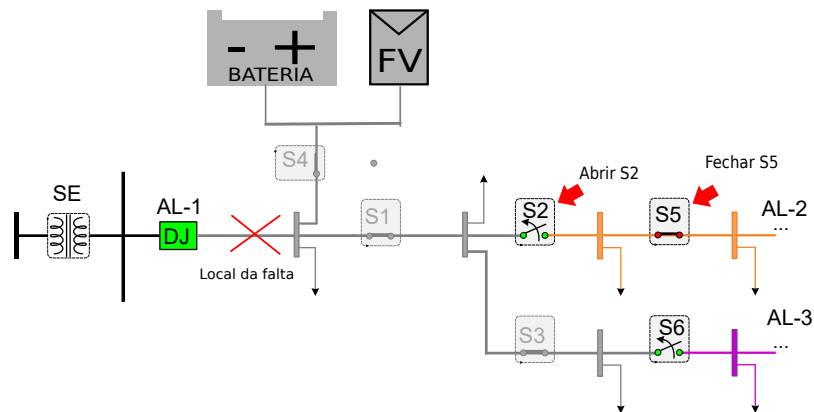 - +
BATERIA
FV
S4
Abrir S2
Fechar S5
SE
AL-1
S1
S2
S5
AL-2
...
DJ
Local da falta
S3
S6
AL-3
...